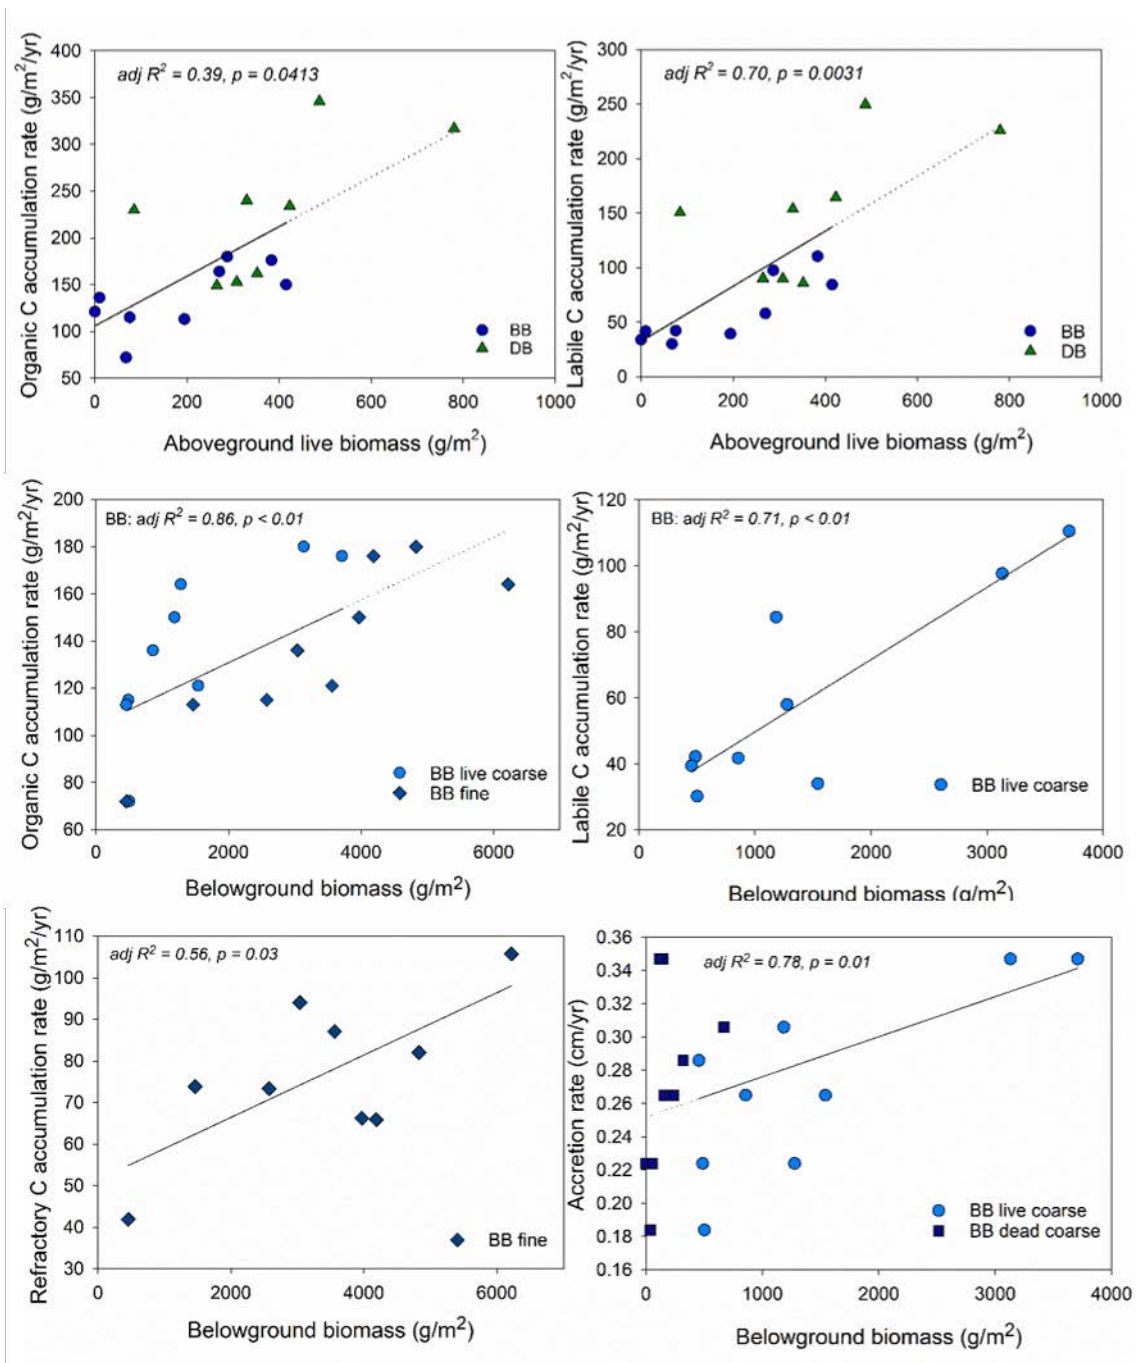 Organic C accumulation rate (g/m²/yr)
400
350
300
250
200
150
100
50
adj R² = 0.39, p = 0.0413
BB
DB
0 200 400 600 800 1000
Aboveground live biomass (g/m²)
Labile C accumulation rate (g/m²/yr)
300
250
200
150
100
50
0
adj R² = 0.70, p = 0.0031
BB
DB
0 200 400 600 800 1000
Aboveground live biomass (g/m²)
Organic C accumulation rate (g/m²/yr)
200
180
160
140
120
100
80
60
BB: adj R² = 0.86, p < 0.01
BB live coarse
BB fine
0 2000 4000 6000
Belowground biomass (g/m²)
Labile C accumulation rate (g/m²/yr)
120
100
80
60
40
20
BB: adj R² = 0.71, p < 0.01
BB live coarse
0 1000 2000 3000 4000
Belowground biomass (g/m²)
Refractory C accumulation rate (g/m²/yr)
110
100
90
80
70
60
50
40
30
adj R² = 0.56, p = 0.03
BB fine
0 2000 4000 6000
Belowground biomass (g/m²)
Accretion rate (cm/yr)
0.36
0.34
0.32
0.30
0.28
0.26
0.24
0.22
0.20
0.18
0.16
adj R² = 0.78, p = 0.01
BB live coarse
BB dead coarse
0 1000 2000 3000 4000
Belowground biomass (g/m²)